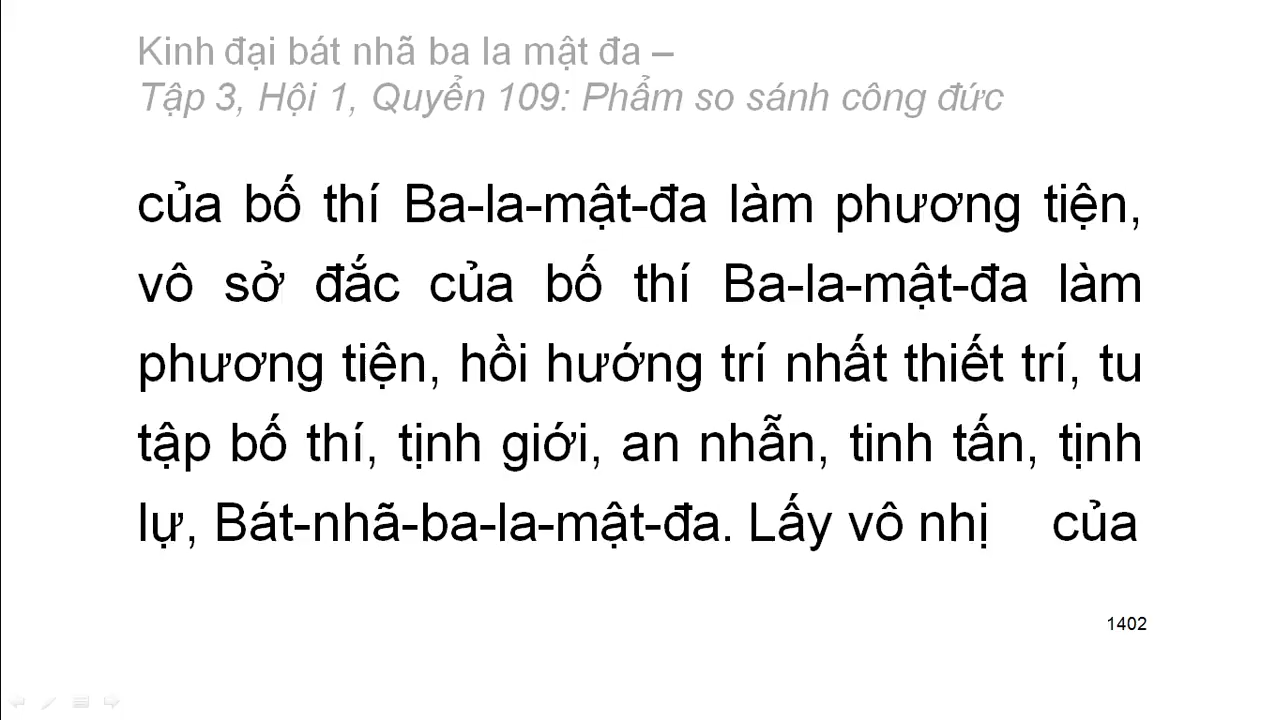 Kinh đại bát nhã ba la mật đa –
Tập 3, Hội 1, Quyển 109: Phẩm so sánh công đức
của bố thí Ba-la-mật-đa làm phương tiện,
vô sở đắc của bố thí Ba-la-mật-đa làm
phương tiện, hồi hướng trí nhất thiết trí, tu
tập bố thí, tịnh giới, an nhẫn, tinh tấn, tịnh
lự, Bát-nhã-ba-la-mật-đa. Lấy vô nhị của
1402